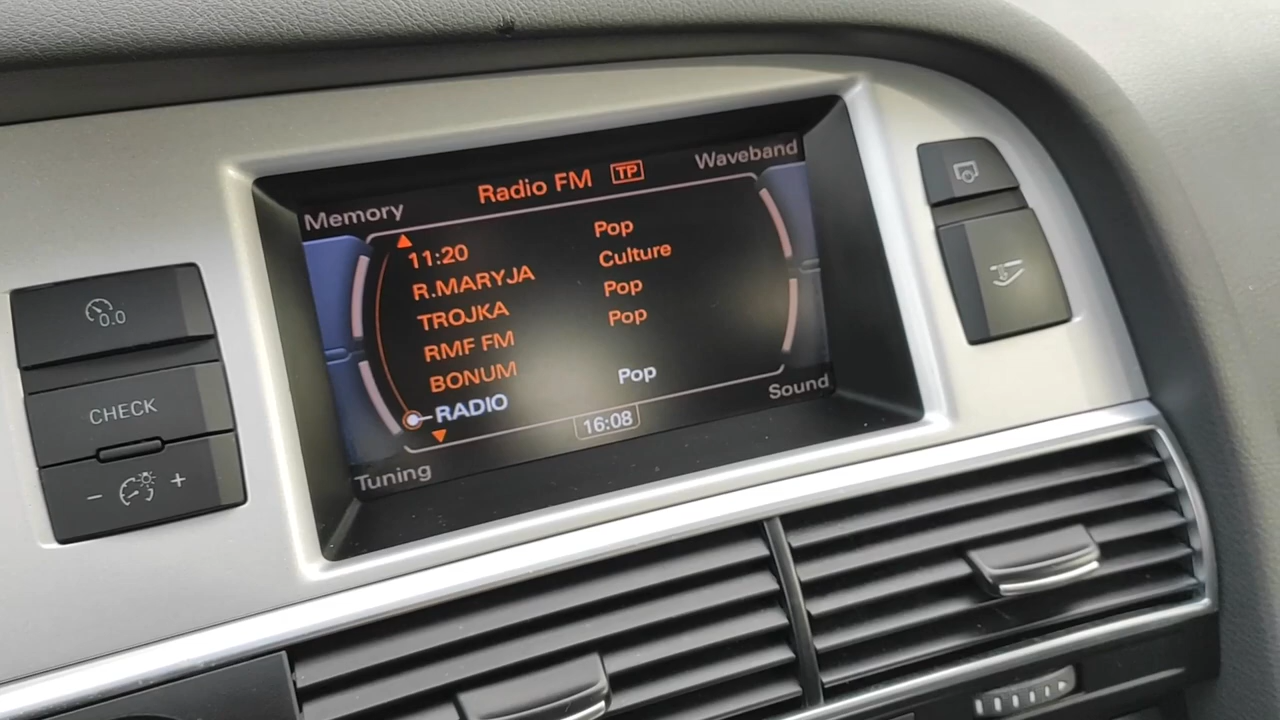 Memory
Radio FM TP
Waveband
11:20 Pop
R.MARYJA Culture
TROJKA Pop
RMF FM Pop
BONUM
RADIO Pop
16:08
Tuning
Sound
0.0
CHECK
- +